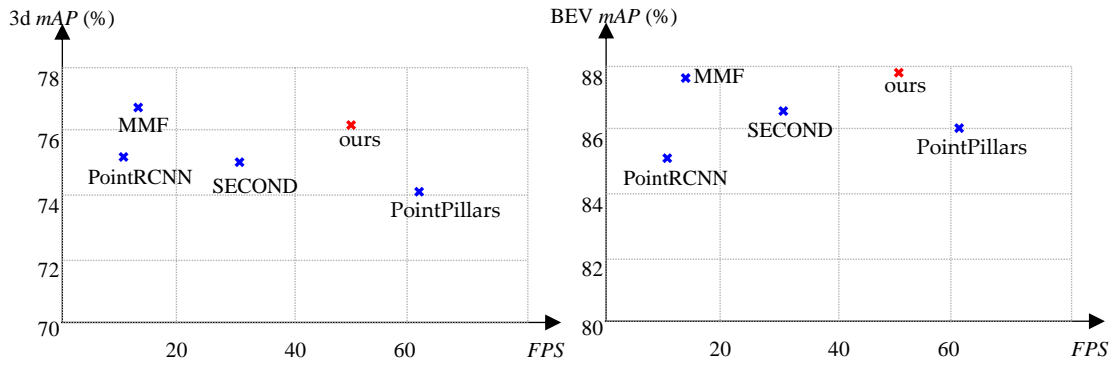 3d mAP (%)
78
76
74
72
70
MMF
ours
PointRCNN
SECOND
PointPillars
20 40 60 FPS
BEV mAP (%)
88
86
84
82
80
MMF
ours
SECOND
PointPillars
PointRCNN
20 40 60 FPS